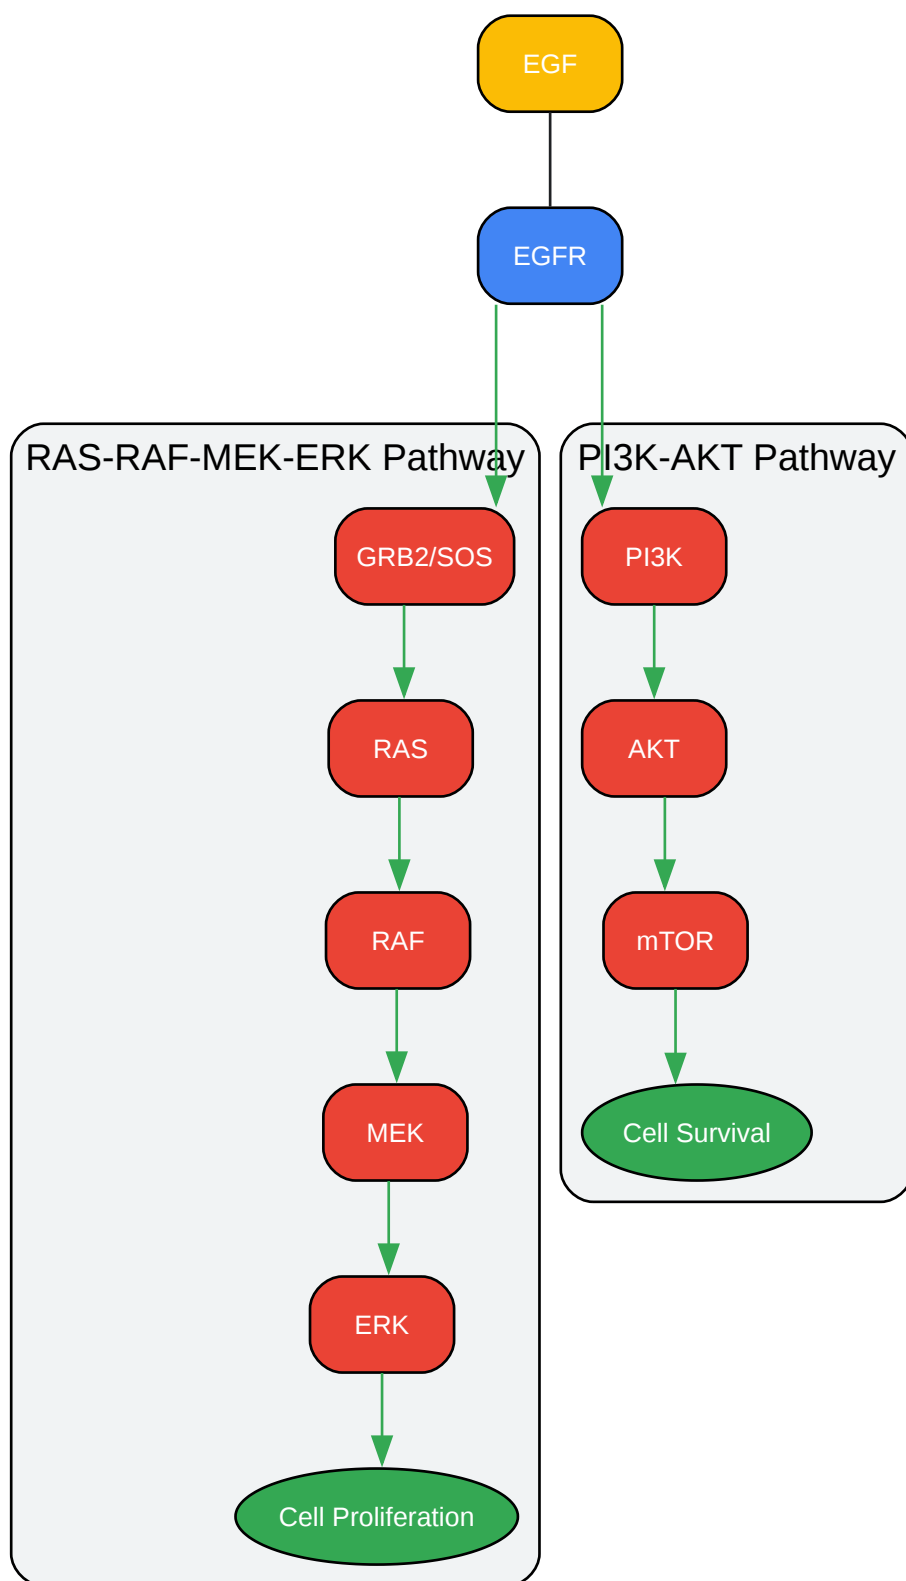 EGF
EGFR
RAS-RAF-MEK-ERK Pathway
GRB2/SOS
RAS
RAF
MEK
ERK
Cell Proliferation
PI3K-AKT Pathway
PI3K
AKT
mTOR
Cell Survival